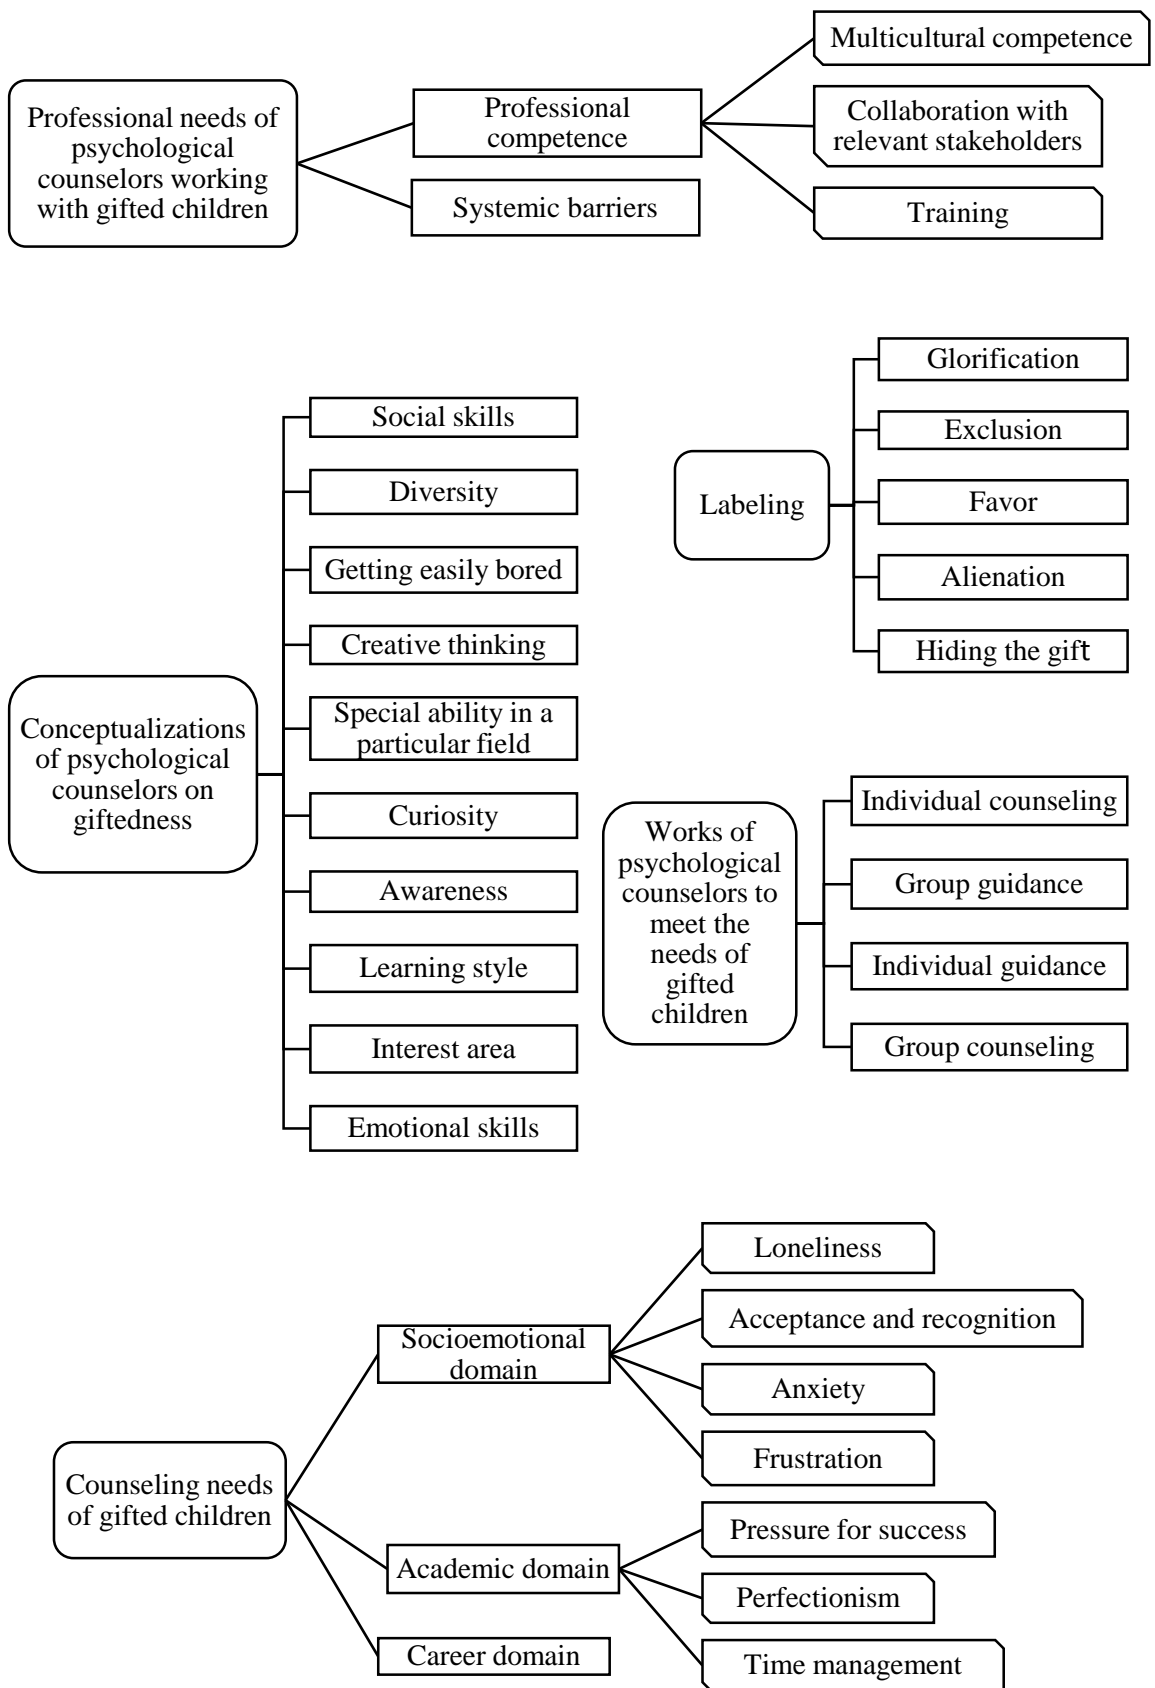 Professional needs of
psychological
counselors working
with gifted children
Professional
competence
Systemic barriers
Multicultural competence
Collaboration with
relevant stakeholders
Training
Conceptualizations
of psychological
counselors on
giftedness
Social skills
Diversity
Getting easily bored
Creative thinking
Special ability in a
particular field
Curiosity
Awareness
Learning style
Interest area
Emotional skills
Labeling
Glorification
Exclusion
Favor
Alienation
Hiding the gift
Works of
psychological
counselors to
meet the
needs of
gifted
children
Individual counseling
Group guidance
Individual guidance
Group counseling
Counseling needs
of gifted children
Socioemotional
domain
Loneliness
Acceptance and recognition
Anxiety
Frustration
Academic domain
Pressure for success
Perfectionism
Time management
Career domain